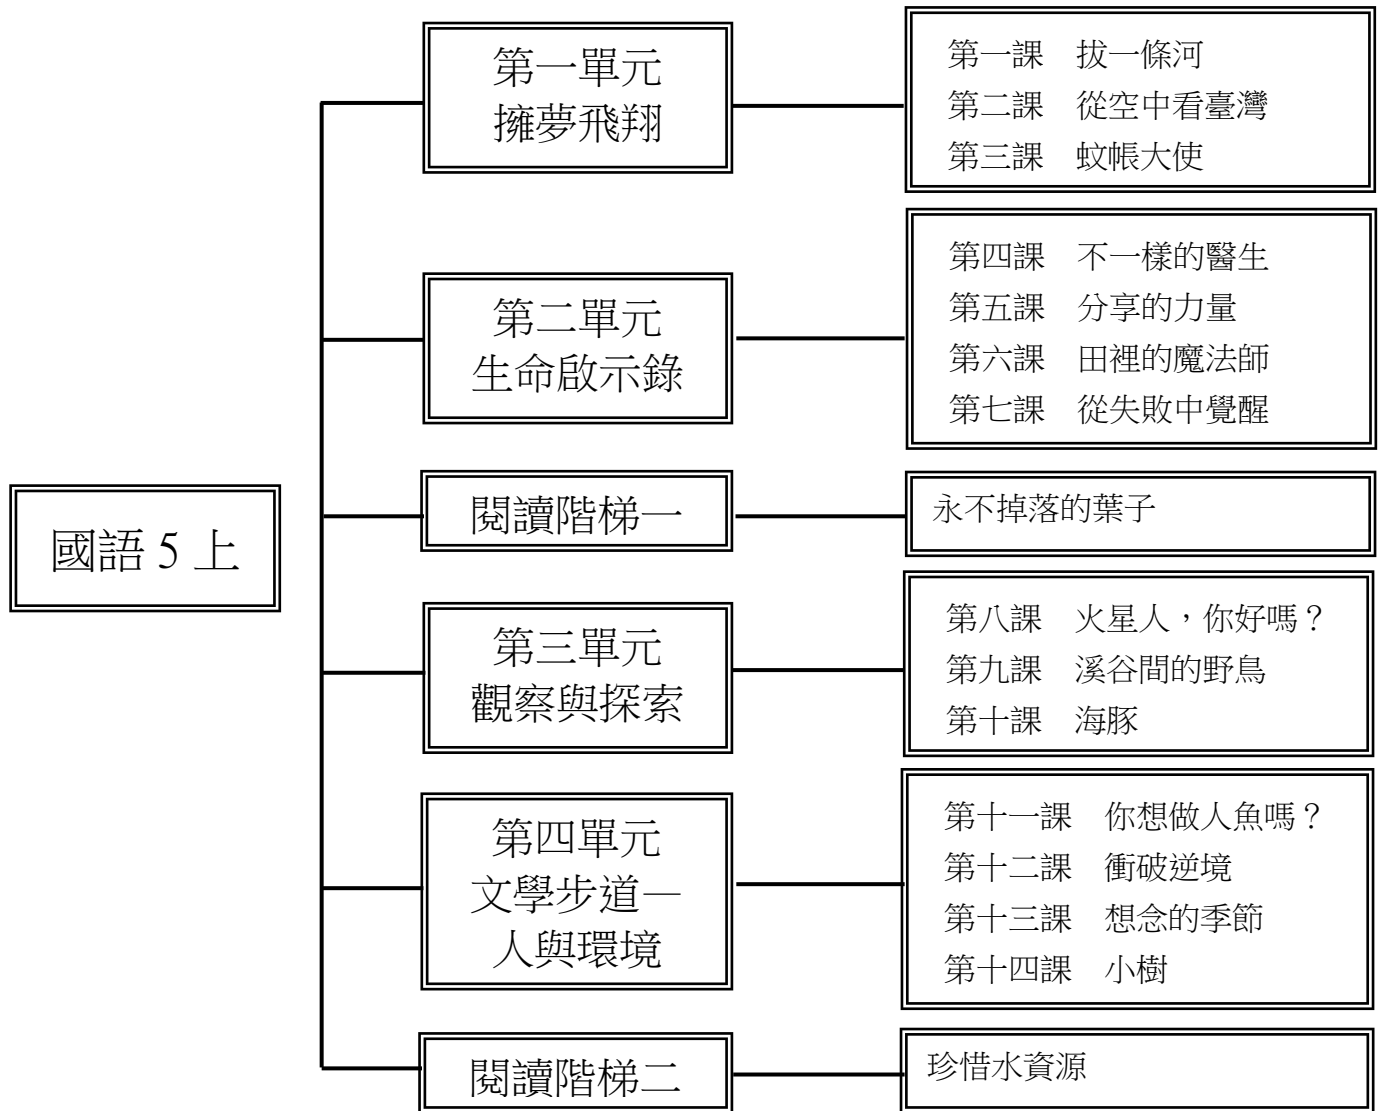 國語 5 上
第一單元
擁夢飛翔
第一課　拔一條河
第二課　從空中看臺灣
第三課　蚊帳大使
第二單元
生命啟示錄
第四課　不一樣的醫生
第五課　分享的力量
第六課　田裡的魔法師
第七課　從失敗中覺醒
閱讀階梯一
永不掉落的葉子
第三單元
觀察與探索
第八課　火星人，你好嗎？
第九課　溪谷間的野鳥
第十課　海豚
第四單元
文學步道—
人與環境
第十一課　你想做人魚嗎？
第十二課　衝破逆境
第十三課　想念的季節
第十四課　小樹
閱讀階梯二
珍惜水資源